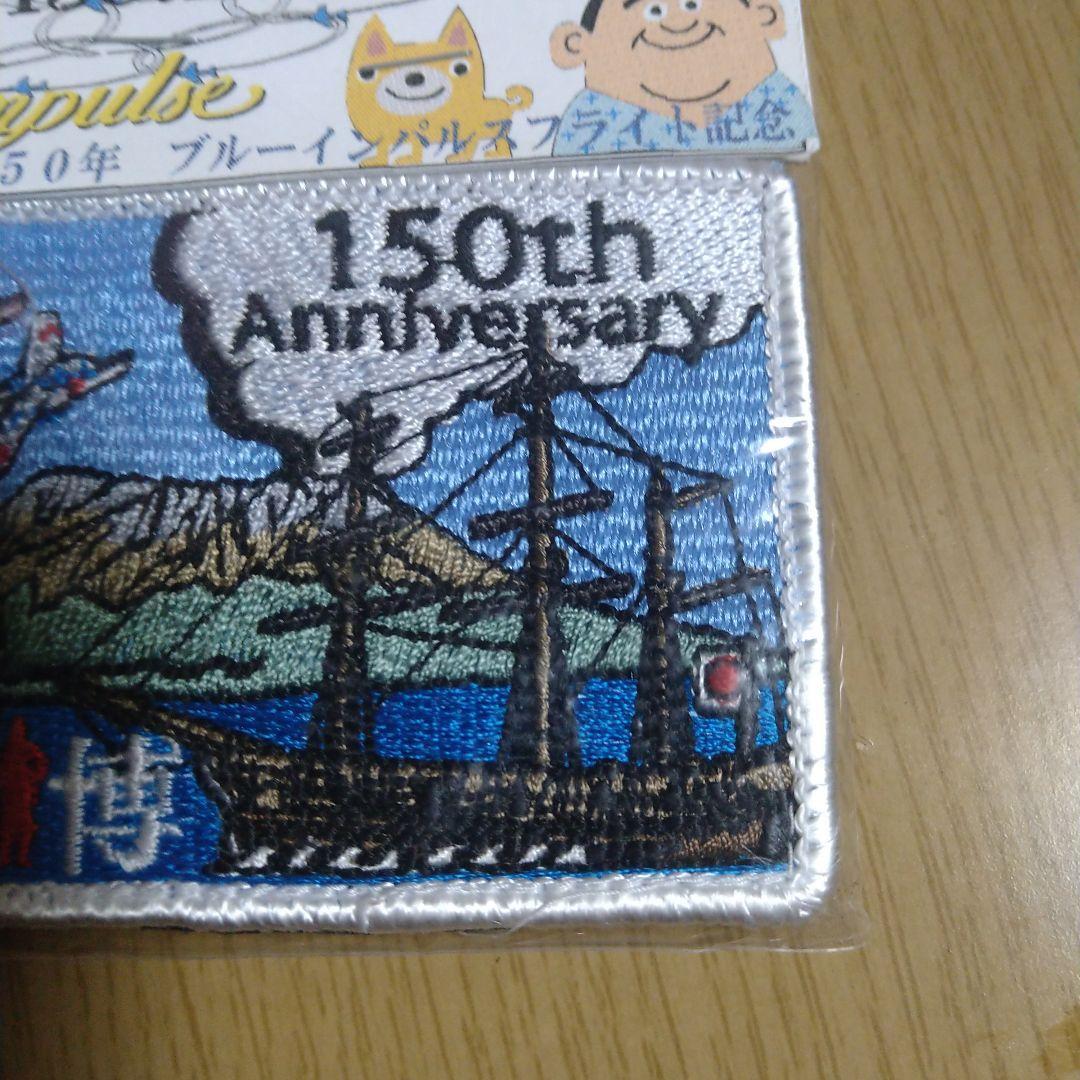 mpulse
50年 ブルーインパルスフライト記念
150th
Anniversary
博